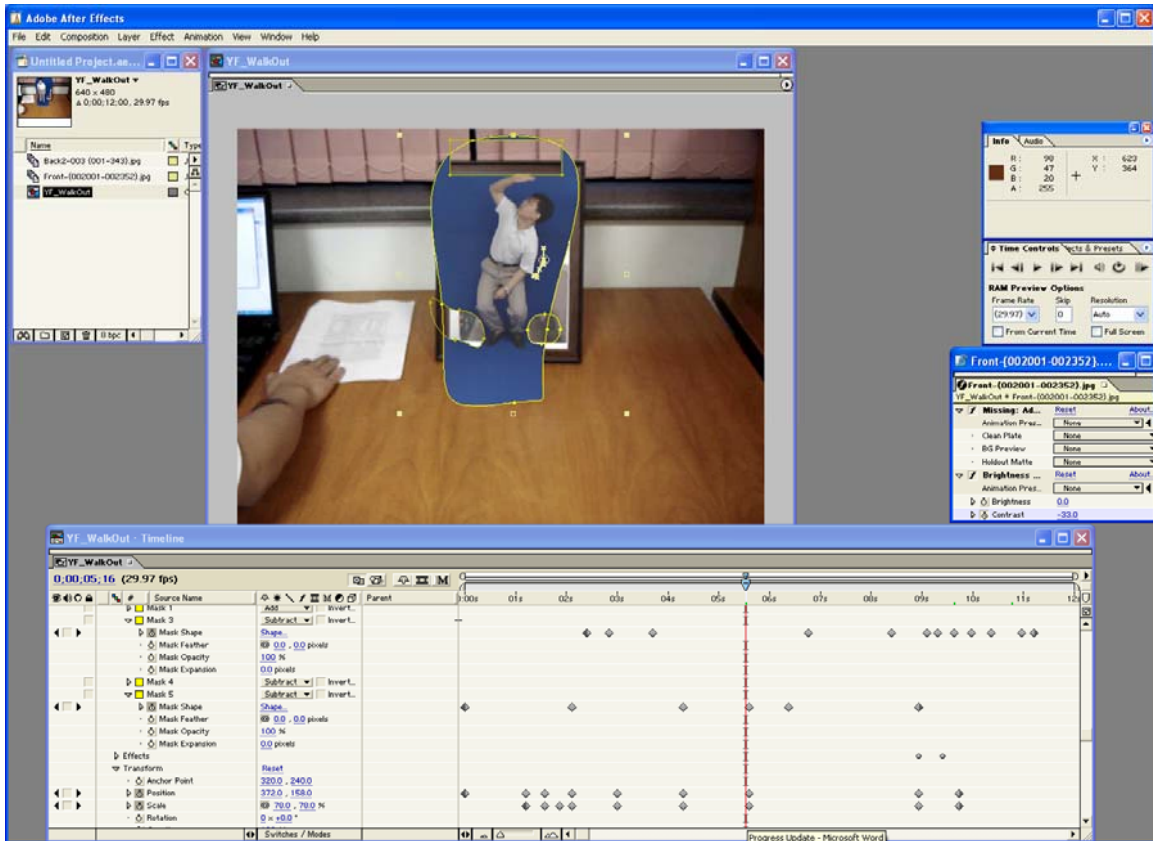 Adobe After Effects
File Edit Composition Layer Effect Animation View Window Help
Untitled Project.ae...
YF_WalkOut
640 x 480
Δ 0;00;12;00, 29.97 fps
Name Type
Back2-003 (001-343).jpg
Front-{002001-002352}.jpg
YF_WalkOut
8 bpc
YF_WalkOut
YF_WalkOut
Info Audio
R: 90 X: 623
G: 47 Y: 364
B: 20
A: 255
Time Controls ects & Presets
RAM Preview Options
Frame Rate Skip Resolution
(29.97) 0 Auto
From Current Time Full Screen
Front-{002001-002352}....
Front-{002001-002352}.jpg
YF_WalkOut * Front-{002001-002352}.jpg
Missing: Ad... Reset About...
Animation Pres... None
Clean Plate None
BG Preview None
Holdout Matte None
Brightness ... Reset About...
Animation Pres... None
Brightness 0.0
Contrast -33.0
YF_WalkOut - Timeline
YF_WalkOut
0;00;05;16 (29.97 fps)
# Source Name Parent
:00s 01s 02s 03s 04s 05s 06s 07s 08s 09s 10s 11s 12s
Mask 1 Add Invert...
Mask 3 Subtract Invert...
Mask Shape Shape...
Mask Feather 0.0 , 0.0 pixels
Mask Opacity 100 %
Mask Expansion 0.0 pixels
Mask 4 Subtract Invert...
Mask 5 Subtract Invert...
Mask Shape Shape...
Mask Feather 0.0 , 0.0 pixels
Mask Opacity 100 %
Mask Expansion 0.0 pixels
Effects
Transform Reset
Anchor Point 320.0 , 240.0
Position 372.0 , 158.0
Scale 70.0 , 70.0 %
Rotation 0 x +0.0°
Switches / Modes
Progress Update - Microsoft Word